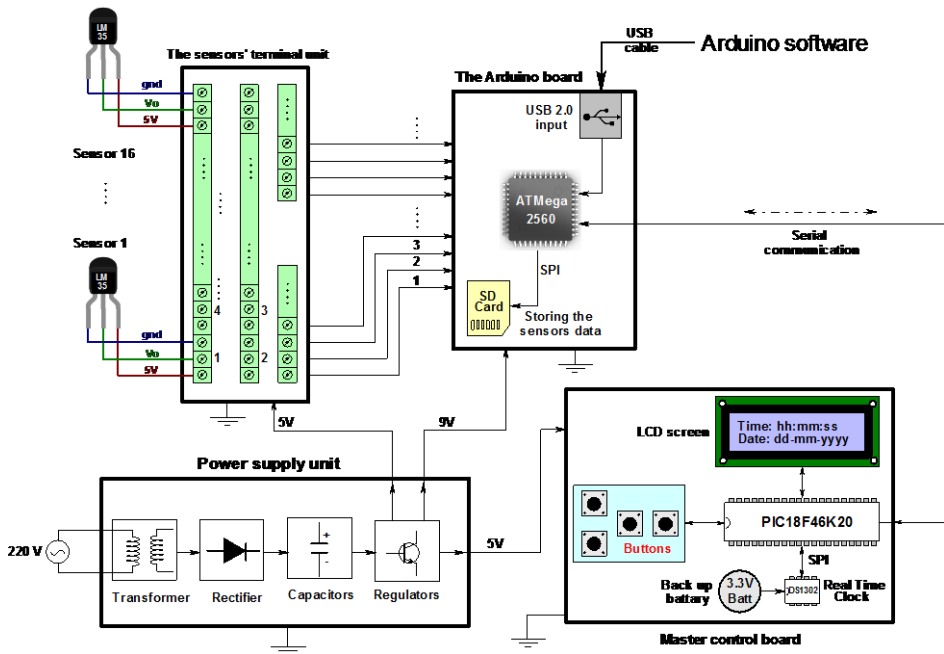 LM
35
The sensors' terminal unit
gnd
Vo
5V
Sensor 16
Sensor 1
LM
35
gnd
Vo
5V
4
3
1
2
3
2
1
USB
cable
Arduino software
The Arduino board
USB 2.0
input
ATMega
2560
SPI
SD
Card
Storing the
sensors data
Serial
communication
5V
9V
Power supply unit
220 V
Transformer
Rectifier
Capacitors
Regulators
5V
LCD screen
Time: hh:mm:ss
Date: dd-mm-yyyy
Buttons
PIC18F46K20
SPI
Back up
battary
3.3V
Batt
DS1302
Real Time
Clock
Master control board